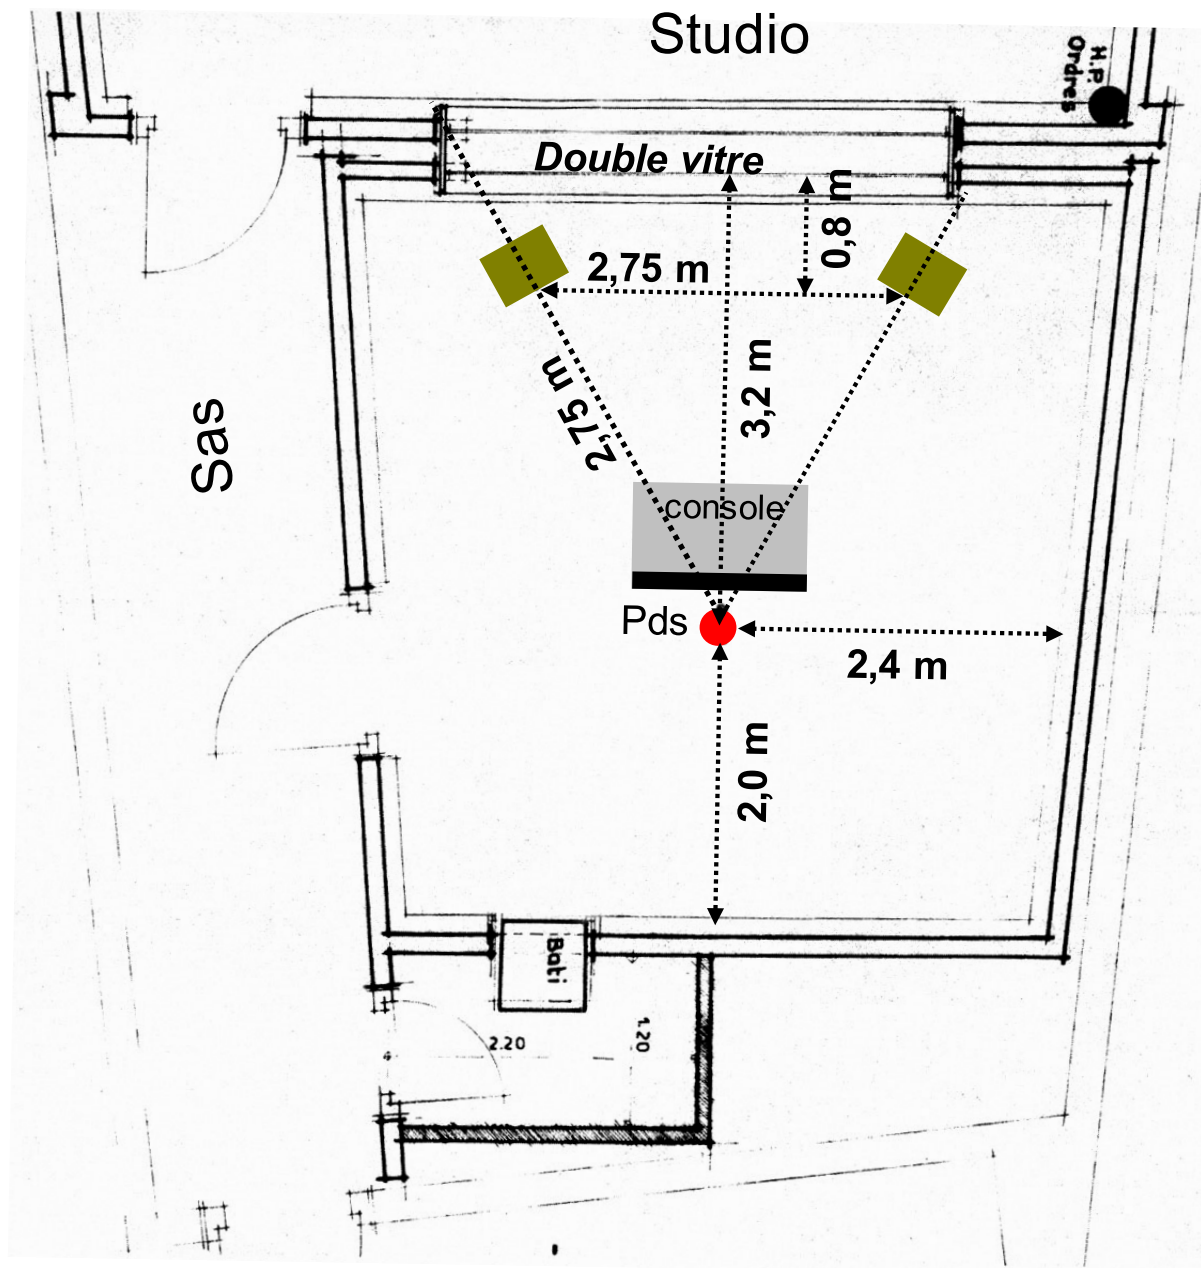 Studio
H.P.
Ordres
Double vitre
0,8 m
2,75 m
3,2 m
2,75 m
Sas
console
Pds
2,4 m
2,0 m
Bati
2.20
1.20